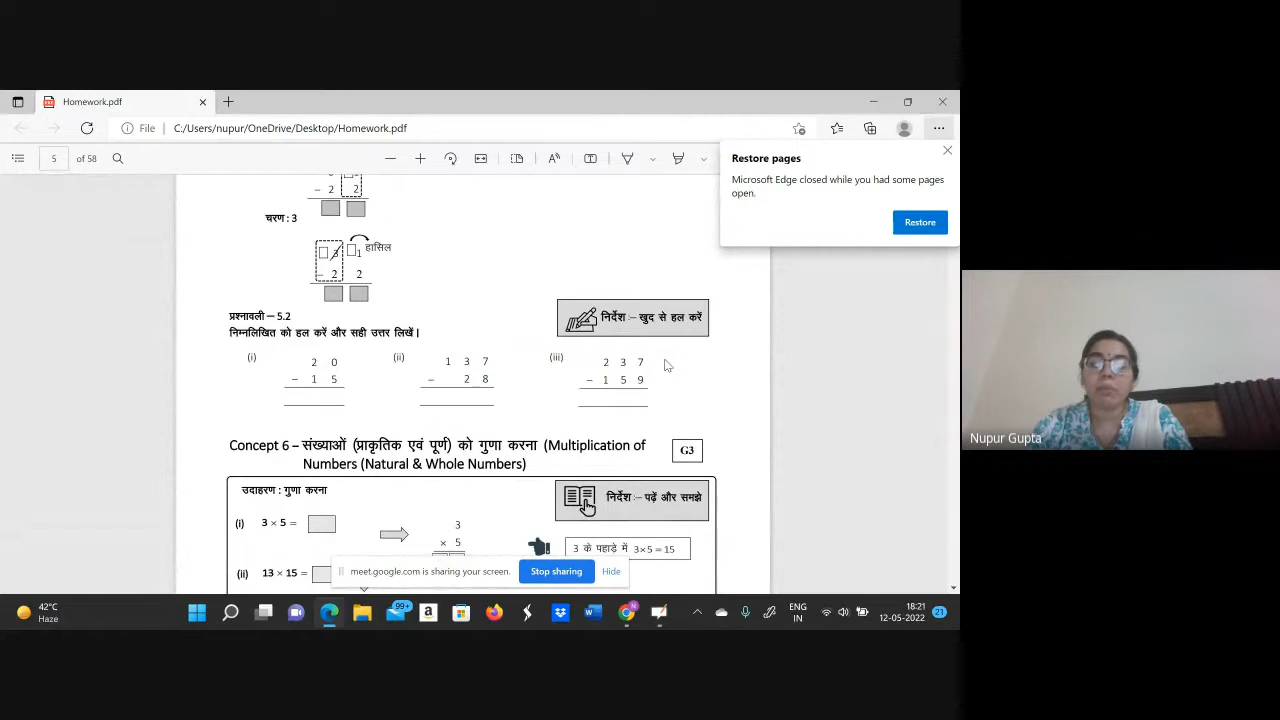 Homework.pdf
File C:/Users/nupur/OneDrive/Desktop/Homework.pdf
5 of 58
Restore pages
Microsoft Edge closed while you had some pages
open.
Restore
− 2 2
चरण : 3
3 1 हासिल
− 2 2
प्रश्नावली – 5.2
निर्देश :– खुद से हल करें
निम्नलिखित को हल करें और सही उत्तर लिखें।
(i) 2 0 (ii) 1 3 7 (iii) 2 3 7
− 1 5 − 2 8 − 1 5 9
Concept 6 – संख्याओं (प्राकृतिक एवं पूर्ण) को गुणा करना (Multiplication of
Numbers (Natural & Whole Numbers)
G3
उदाहरण : गुणा करना
निर्देश :– पढ़ें और समझे
(i) 3 × 5 =
3
× 5
3 के पहाडे में 3×5 = 15
(ii) 13 × 15 =
meet.google.com is sharing your screen. Stop sharing Hide
Nupur Gupta
42°C
Haze
99+
ENG
IN
18:21
12-05-2022
21